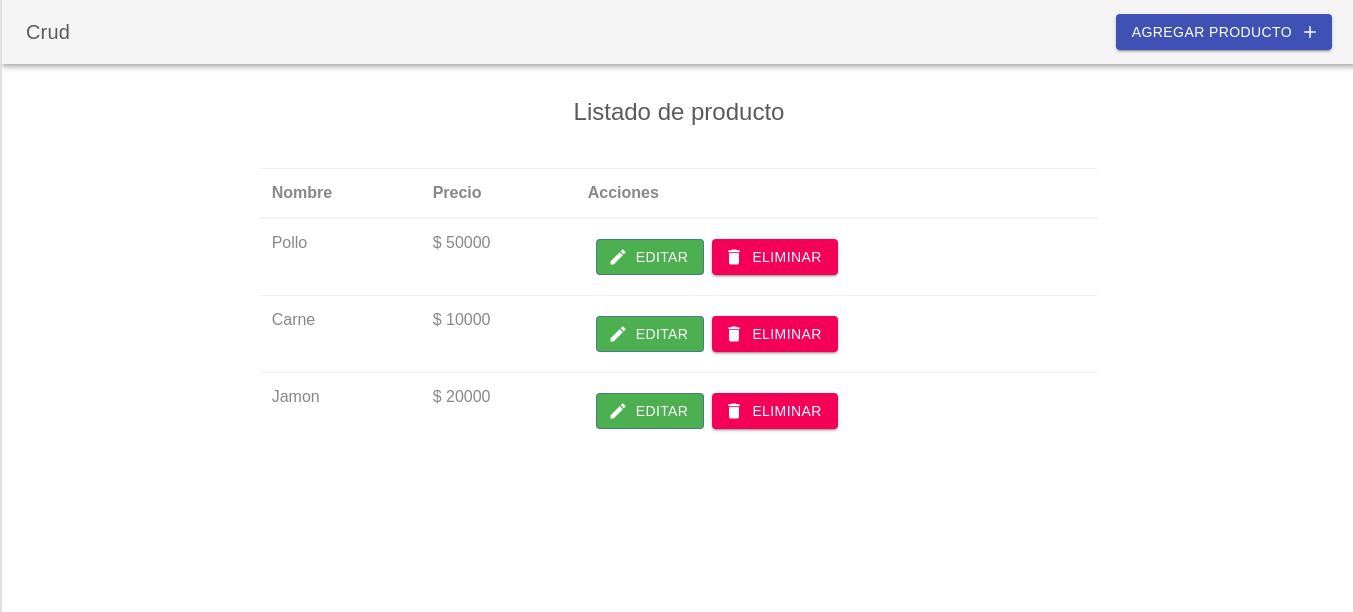 Crud
AGREGAR PRODUCTO
Listado de producto
Nombre Precio Acciones
Pollo $ 50000 EDITAR ELIMINAR
Carne $ 10000 EDITAR ELIMINAR
Jamon $ 20000 EDITAR ELIMINAR